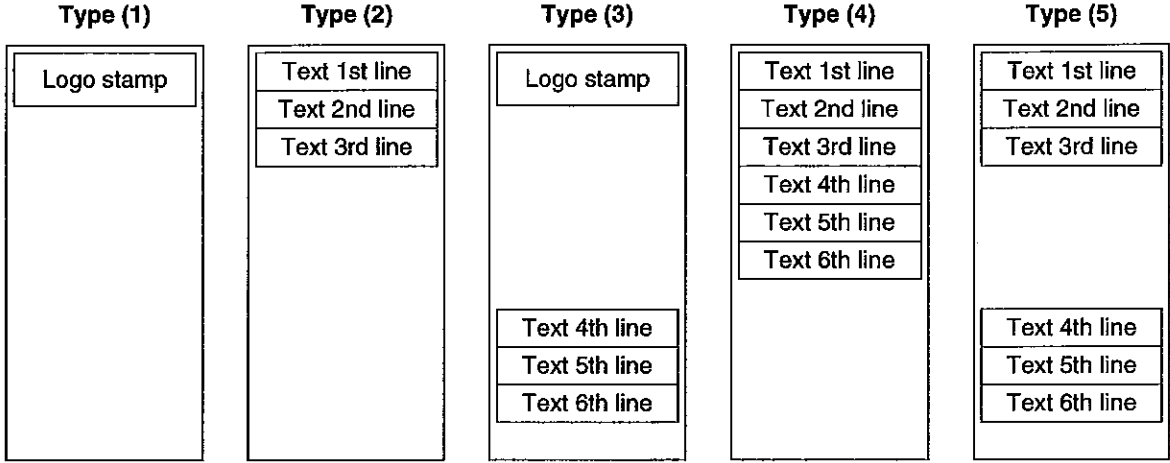 Type (1)
Logo stamp
Type (2)
Text 1st line
Text 2nd line
Text 3rd line
Type (3)
Logo stamp
Text 4th line
Text 5th line
Text 6th line
Type (4)
Text 1st line
Text 2nd line
Text 3rd line
Text 4th line
Text 5th line
Text 6th line
Type (5)
Text 1st line
Text 2nd line
Text 3rd line
Text 4th line
Text 5th line
Text 6th line